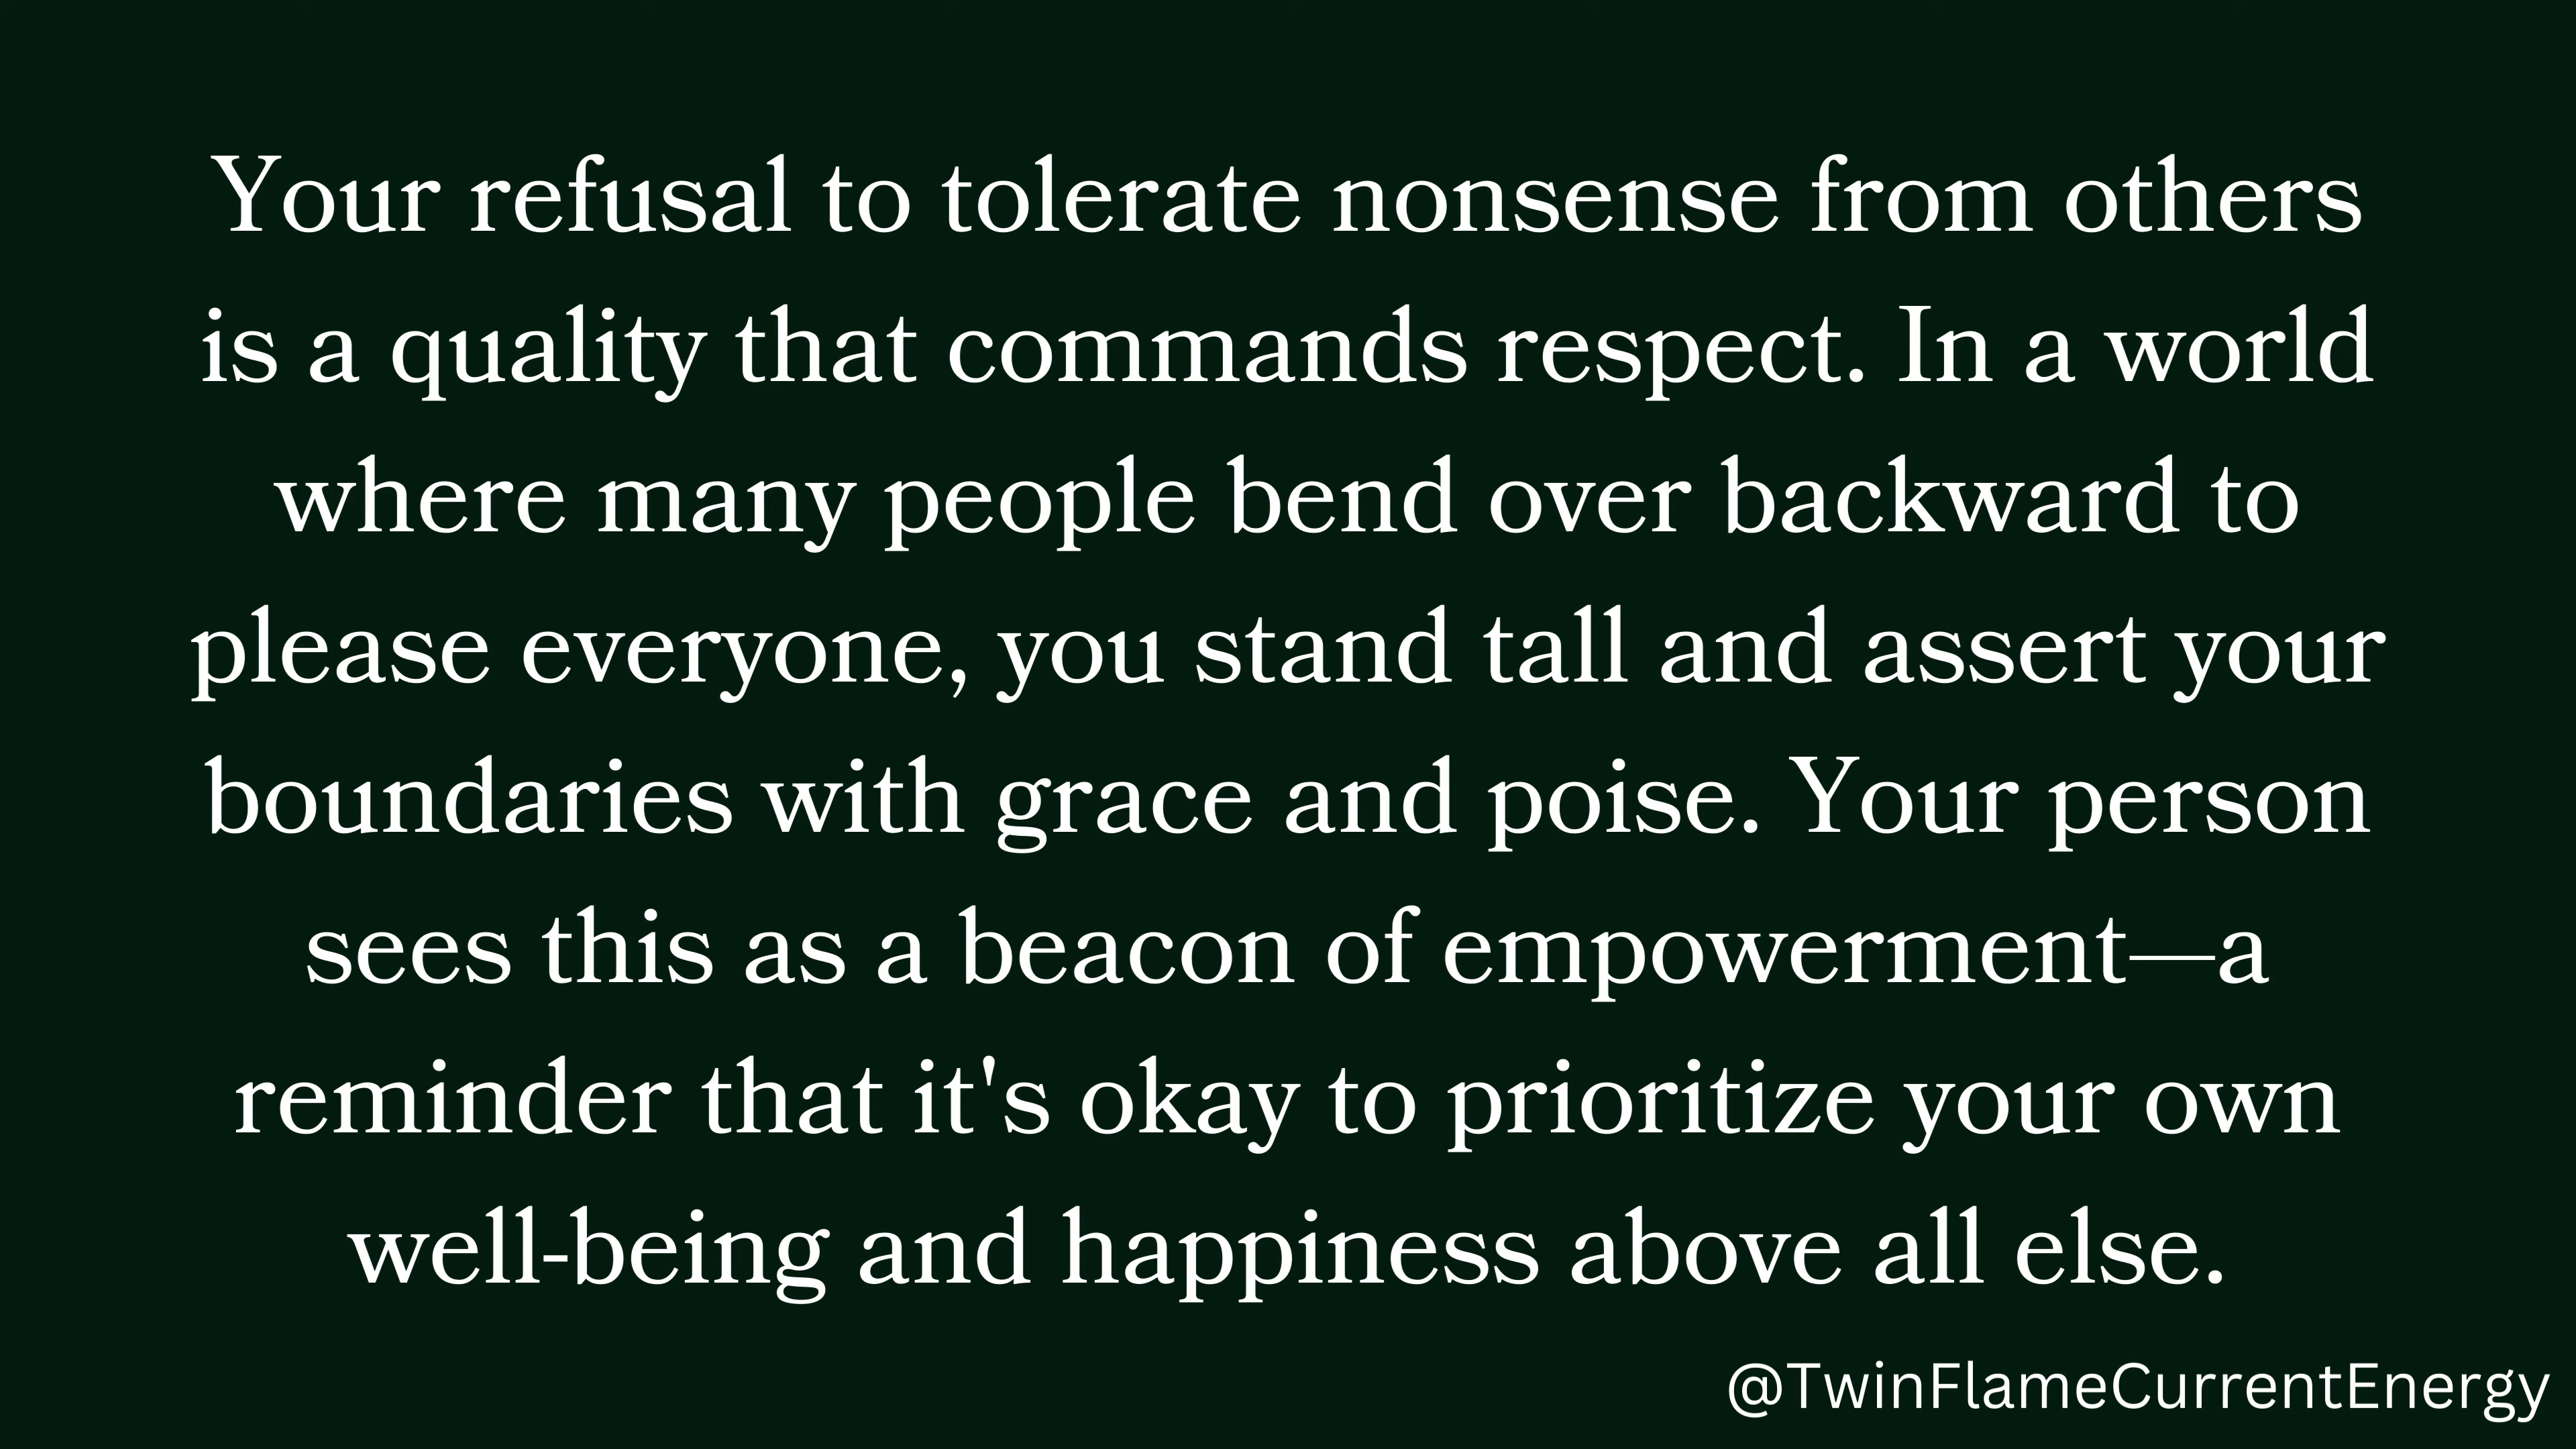 Your refusal to tolerate nonsense from others
is a quality that commands respect. In a world
where many people bend over backward to
please everyone, you stand tall and assert your
boundaries with grace and poise. Your person
sees this as a beacon of empowerment—a
reminder that it's okay to prioritize your own
well-being and happiness above all else.
@TwinFlameCurrentEnergy